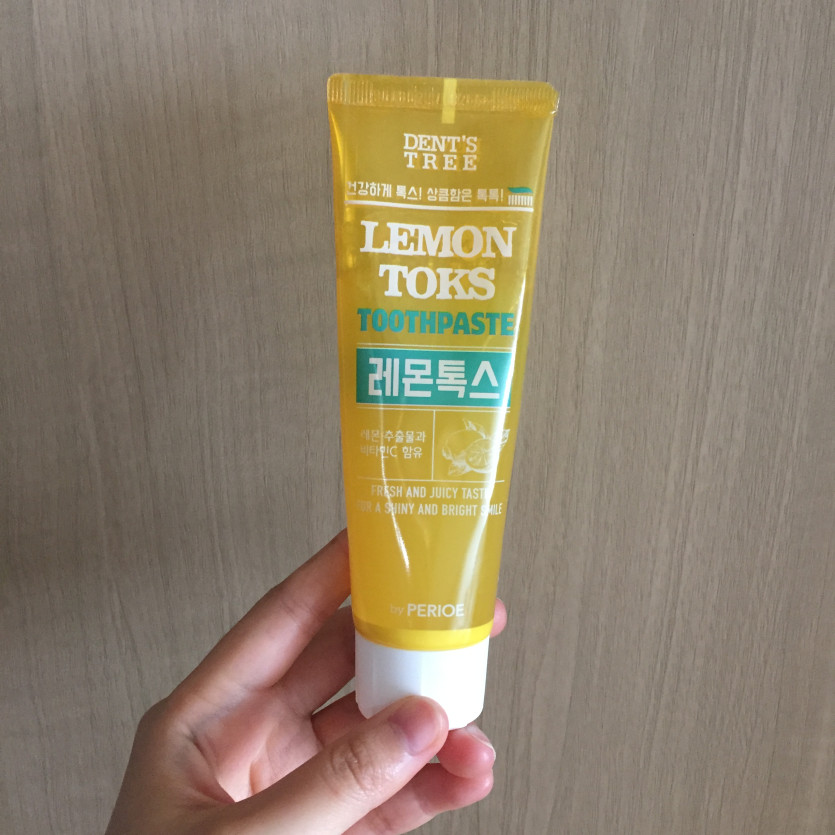 DENT'S
TREE
건강하게 톡스! 상큼함은 톡톡!
LEMON
TOKS
TOOTHPASTE
레몬톡스
레몬 추출물과
비타민C 함유
FRESH AND JUICY TASTE
FOR A SHINY AND BRIGHT SMILE
by PERIOE